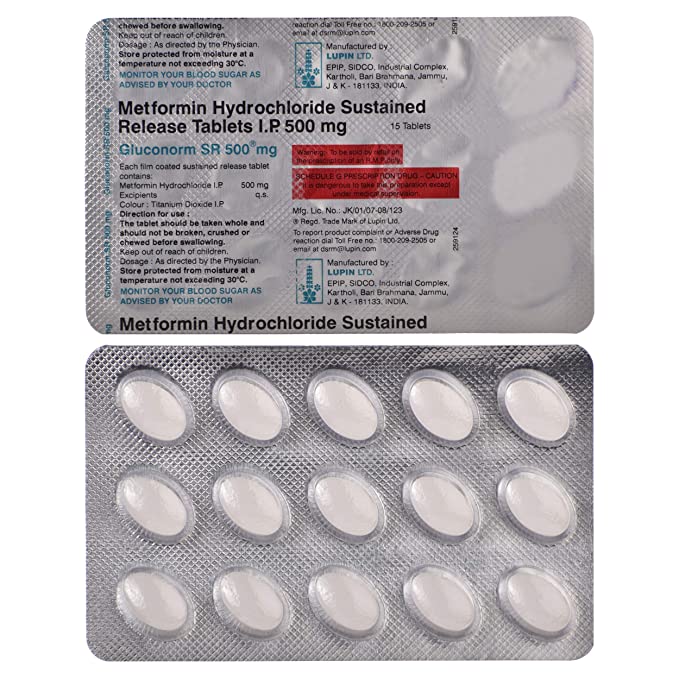 chewed before swallowing.
Keep out of reach of children.
Dosage : As directed by the Physician.
Store protected from moisture at a
temperature not exceeding 30°C.
MONITOR YOUR BLOOD SUGAR AS
ADVISED BY YOUR DOCTOR
reaction dial Toll Free no.: 1800-209-2505 or
email at dsrm@lupin.com
Manufactured by :
LUPIN LTD.
EPIP, SIDCO, Industrial Complex,
Kartholi, Bari Brahmana, Jammu,
J & K - 181133, INDIA.
Metformin Hydrochloride Sustained
Release Tablets I.P. 500 mg
15 Tablets
Gluconorm SR 500® mg
Each film coated sustained release tablet
contains:
Metformin Hydrochloride I.P. 500 mg
Excipients q.s.
Colour : Titanium Dioxide I.P.
Direction for use :
The tablet should be taken whole and
should not be broken, crushed or
chewed before swallowing.
Keep out of reach of children.
Dosage : As directed by the Physician.
Store protected from moisture at a
temperature not exceeding 30°C.
MONITOR YOUR BLOOD SUGAR AS
ADVISED BY YOUR DOCTOR
Warning: To be sold by retail on
the prescription of an R.M.P. only.
SCHEDULE G PRESCRIPTION DRUG - CAUTION
It is dangerous to take this preparation except
under medical supervision.
Mfg. Lic. No.: JK/01/07-08/123
® Regd. Trade Mark of Lupin Ltd.
To report product complaint or Adverse Drug
reaction dial Toll Free no.: 1800-209-2505 or
email at dsrm@lupin.com
Manufactured by :
LUPIN LTD.
EPIP, SIDCO, Industrial Complex,
Kartholi, Bari Brahmana, Jammu,
J & K - 181133, INDIA.
259124
Gluconorm SR 500 mg
Gluconorm SR 500 mg
Metformin Hydrochloride Sustained